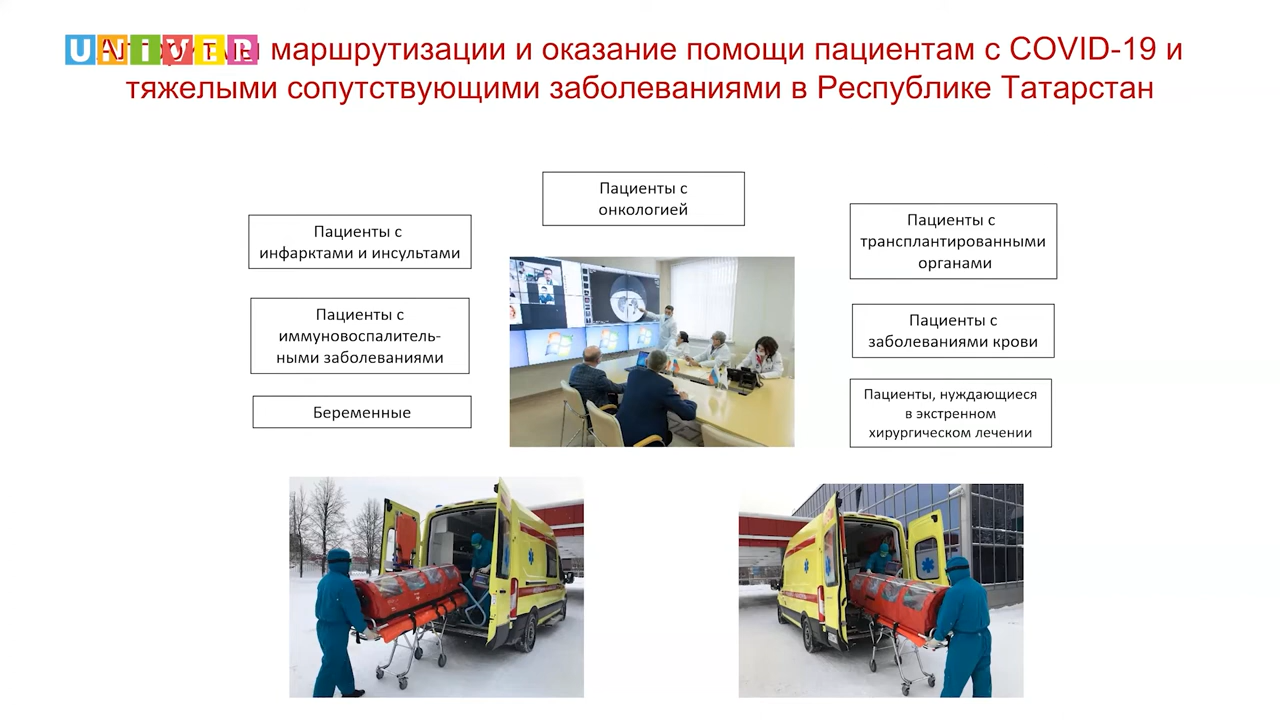 UNIVER
маршрутизации и оказание помощи пациентам с COVID-19 и
тяжелыми сопутствующими заболеваниями в Республике Татарстан
Пациенты с
онкологией
Пациенты с
инфарктами и инсультами
Пациенты с
трансплантированными
органами
Пациенты с
иммуновоспалитель-
ными заболеваниями
Пациенты с
заболеваниями крови
Беременные
Пациенты, нуждающиеся
в экстренном
хирургическом лечении